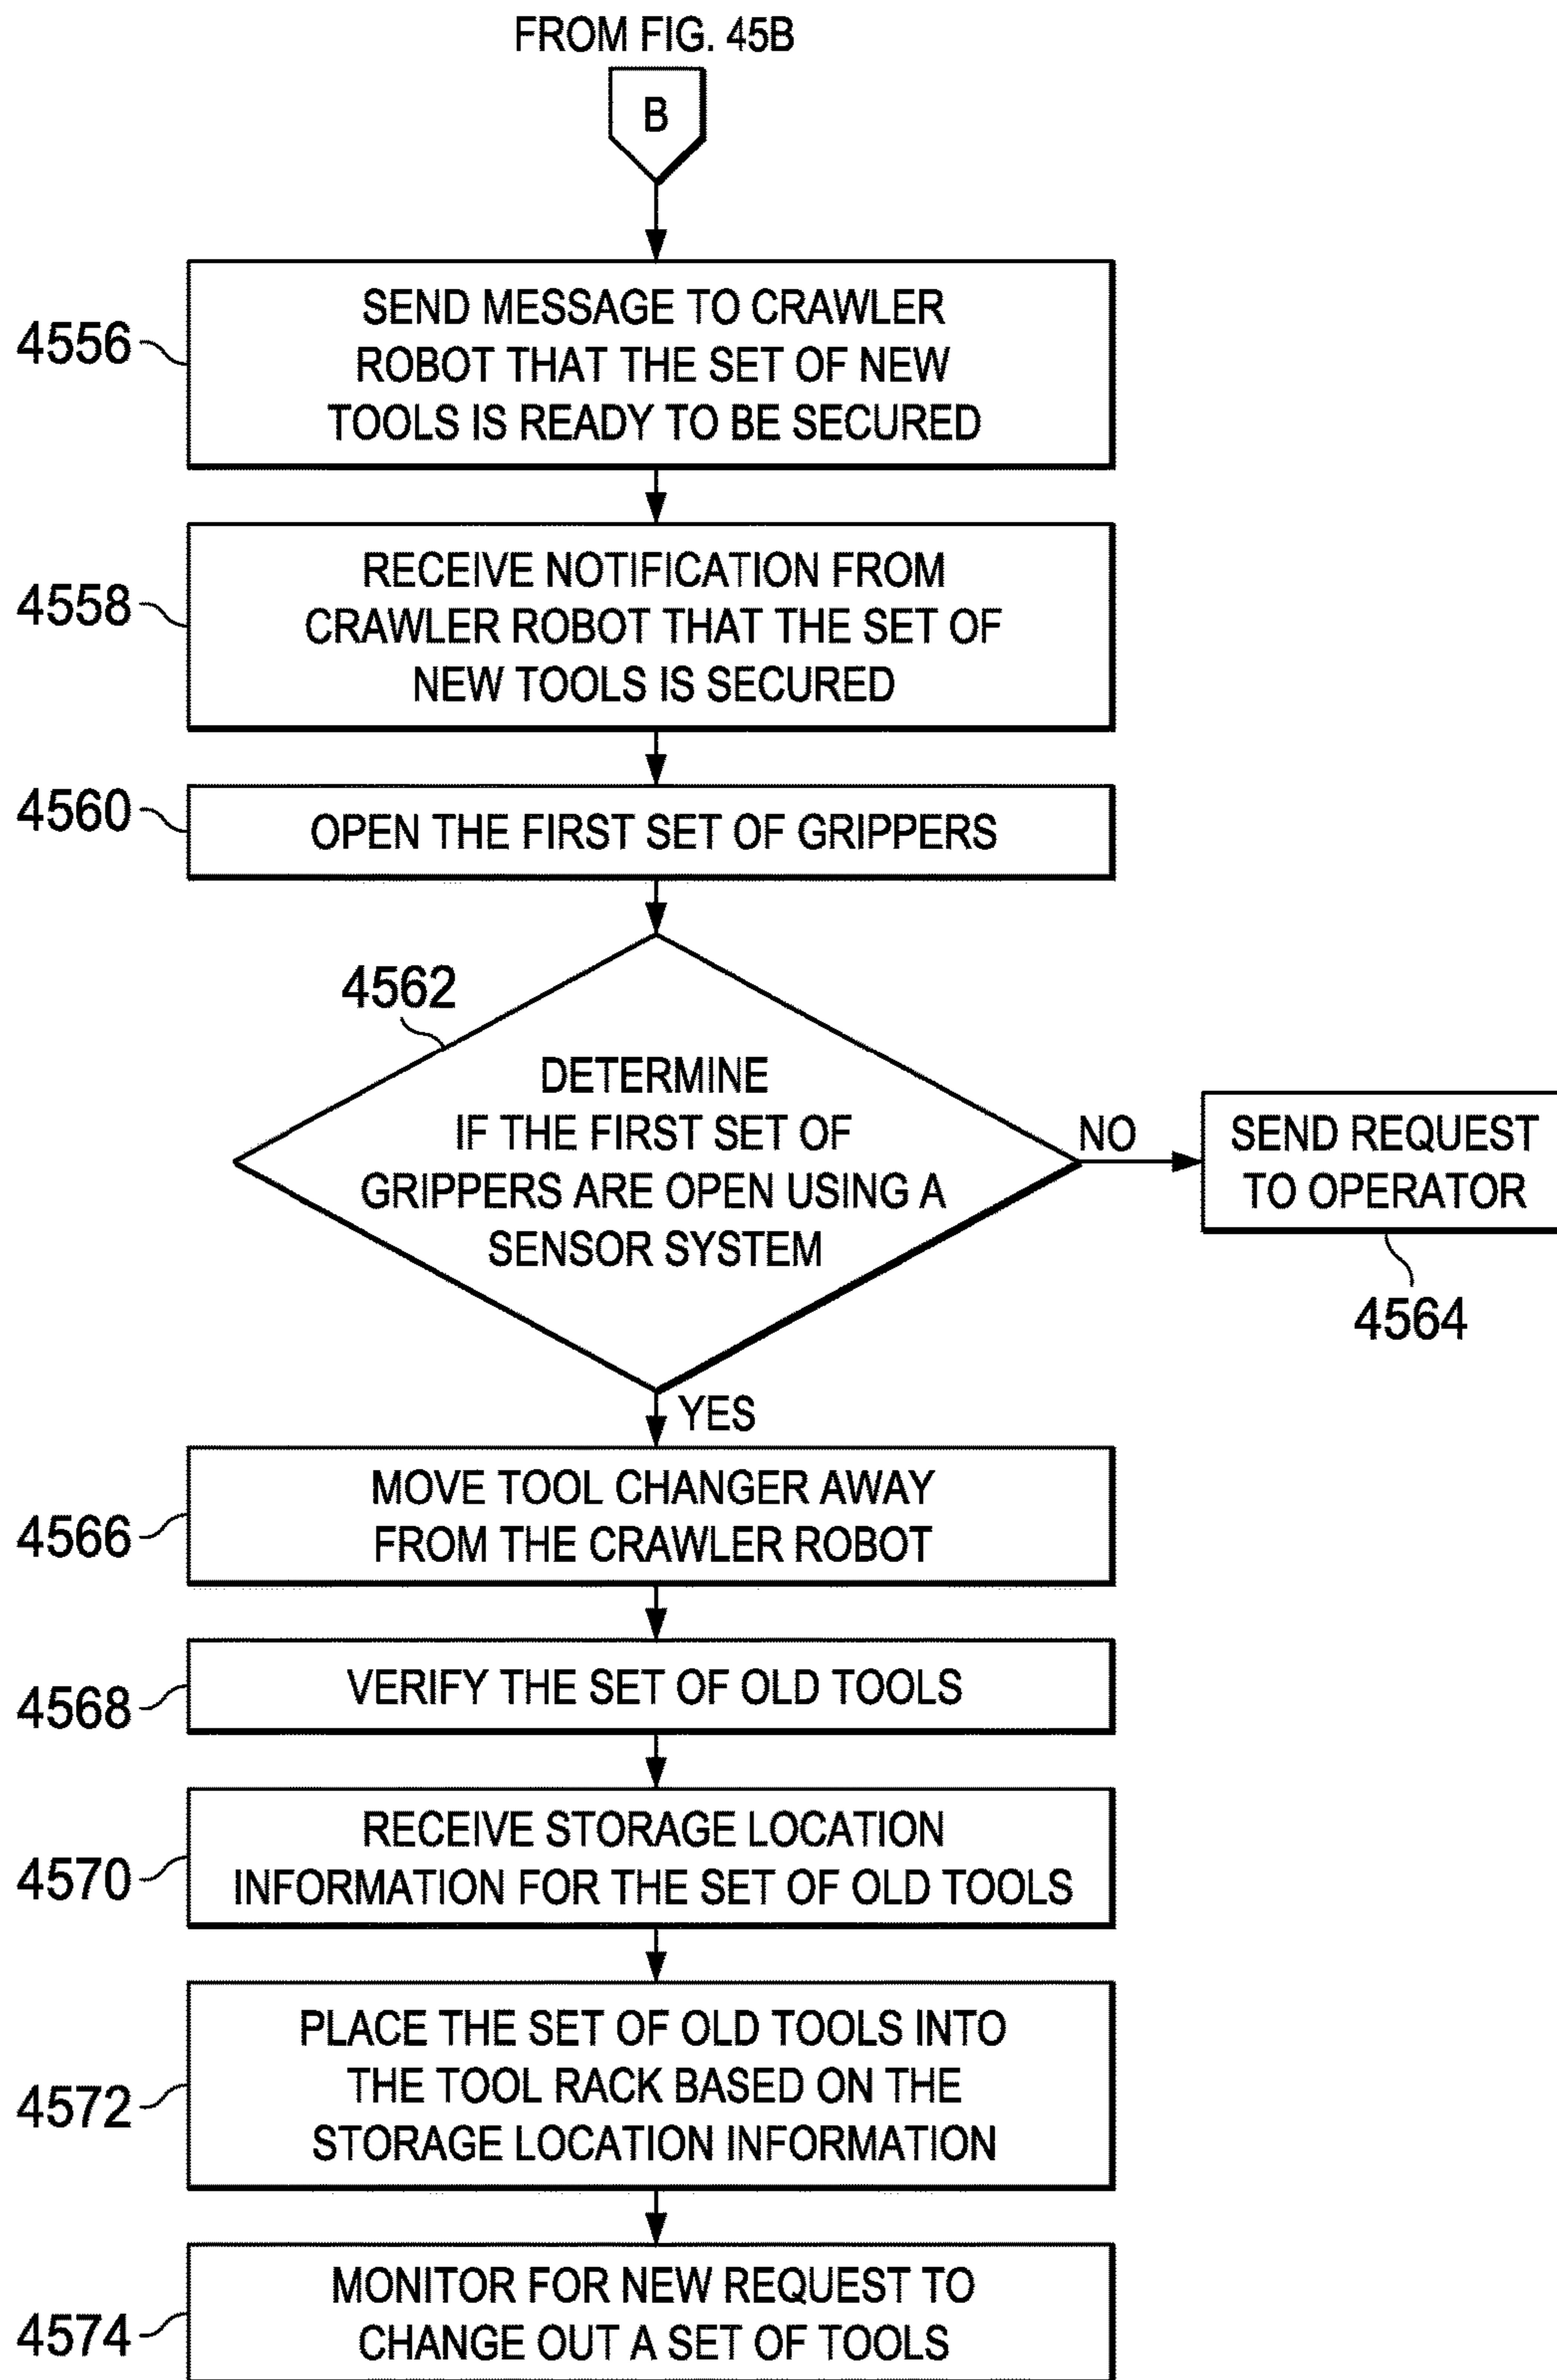 FROM FIG. 45B
B
4556
SEND MESSAGE TO CRAWLER
ROBOT THAT THE SET OF NEW
TOOLS IS READY TO BE SECURED
4558
RECEIVE NOTIFICATION FROM
CRAWLER ROBOT THAT THE SET OF
NEW TOOLS IS SECURED
4560
OPEN THE FIRST SET OF GRIPPERS
4562
DETERMINE
IF THE FIRST SET OF
GRIPPERS ARE OPEN USING A
SENSOR SYSTEM
NO
SEND REQUEST
TO OPERATOR
4564
YES
4566
MOVE TOOL CHANGER AWAY
FROM THE CRAWLER ROBOT
4568
VERIFY THE SET OF OLD TOOLS
4570
RECEIVE STORAGE LOCATION
INFORMATION FOR THE SET OF OLD TOOLS
4572
PLACE THE SET OF OLD TOOLS INTO
THE TOOL RACK BASED ON THE
STORAGE LOCATION INFORMATION
4574
MONITOR FOR NEW REQUEST TO
CHANGE OUT A SET OF TOOLS